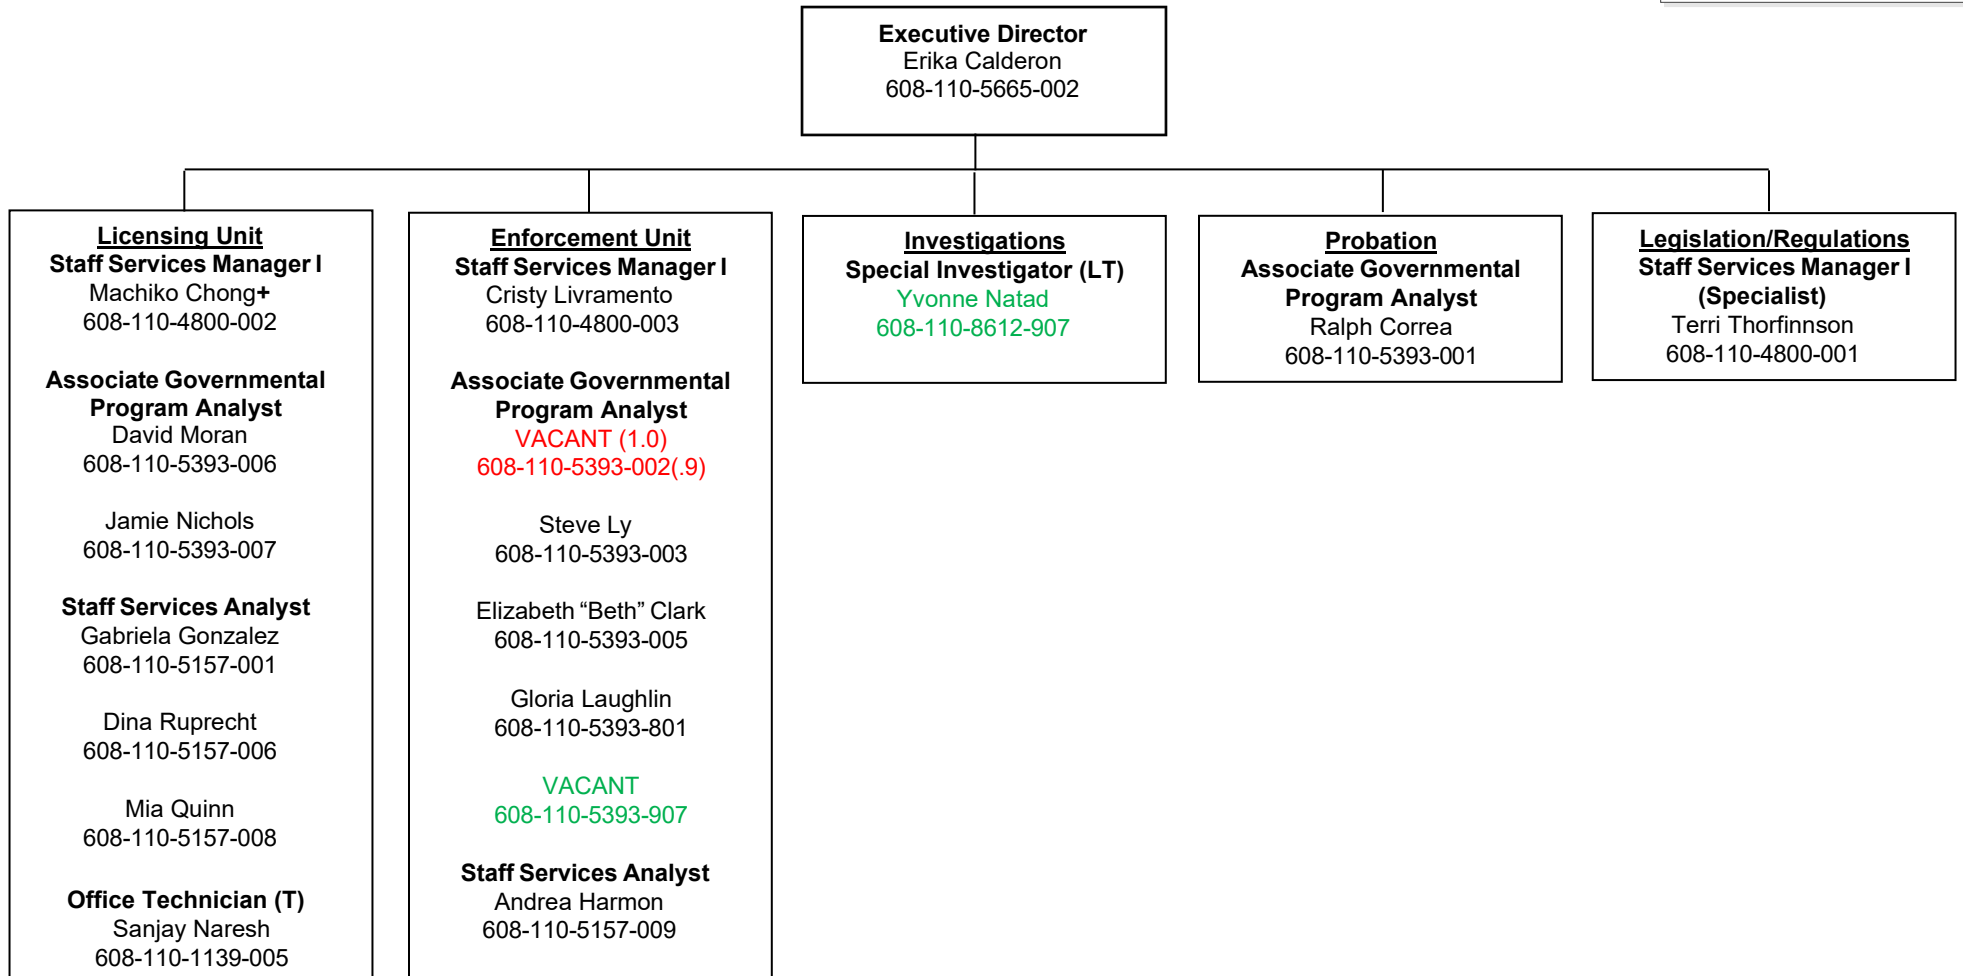 Executive Director
Erika Calderon
608-110-5665-002
Licensing Unit
Staff Services Manager I
Machiko Chong+
608-110-4800-002
Associate Governmental
Program Analyst
David Moran
608-110-5393-006
Jamie Nichols
608-110-5393-007
Staff Services Analyst
Gabriela Gonzalez
608-110-5157-001
Dina Ruprecht
608-110-5157-006
Mia Quinn
608-110-5157-008
Office Technician (T)
Sanjay Naresh
608-110-1139-005
Enforcement Unit
Staff Services Manager I
Cristy Livramento
608-110-4800-003
Associate Governmental
Program Analyst
VACANT (1.0)
608-110-5393-002(.9)
Steve Ly
608-110-5393-003
Elizabeth “Beth” Clark
608-110-5393-005
Gloria Laughlin
608-110-5393-801
VACANT
608-110-5393-907
Staff Services Analyst
Andrea Harmon
608-110-5157-009
Investigations
Special Investigator (LT)
Yvonne Natad
608-110-8612-907
Probation
Associate Governmental
Program Analyst
Ralph Correa
608-110-5393-001
Legislation/Regulations
Staff Services Manager I
(Specialist)
Terri Thorfinnson
608-110-4800-001